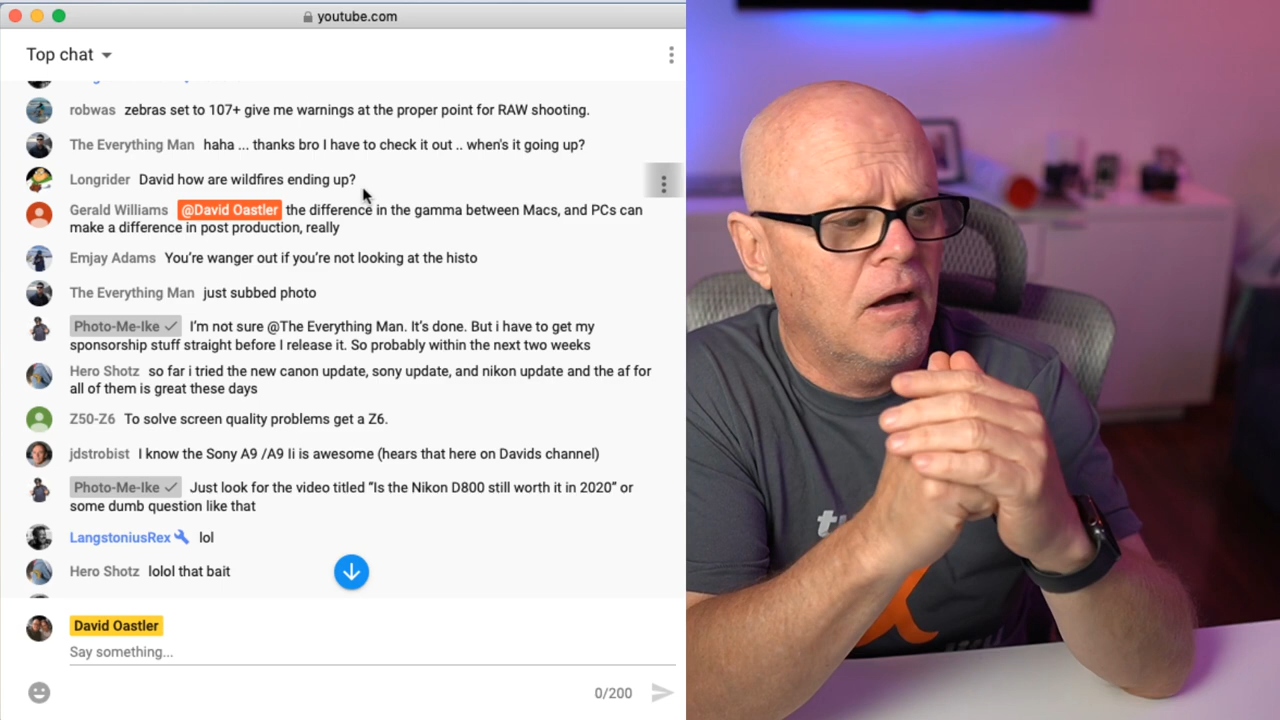 youtube.com
Top chat
robwas zebras set to 107+ give me warnings at the proper point for RAW shooting.
The Everything Man haha ... thanks bro I have to check it out .. when's it going up?
Longrider David how are wildfires ending up?
Gerald Williams @David Oastler the difference in the gamma between Macs, and PCs can
make a difference in post production, really
Emjay Adams You’re wanger out if you’re not looking at the histo
The Everything Man just subbed photo
Photo-Me-Ike I’m not sure @The Everything Man. It’s done. But i have to get my
sponsorship stuff straight before I release it. So probably within the next two weeks
Hero Shotz so far i tried the new canon update, sony update, and nikon update and the af for
all of them is great these days
Z50-Z6 To solve screen quality problems get a Z6.
jdstrobist I know the Sony A9 /A9 Ii is awesome (hears that here on Davids channel)
Photo-Me-Ike Just look for the video titled “Is the Nikon D800 still worth it in 2020” or
some dumb question like that
LangstoniusRex lol
Hero Shotz lolol that bait
David Oastler
Say something...
0/200